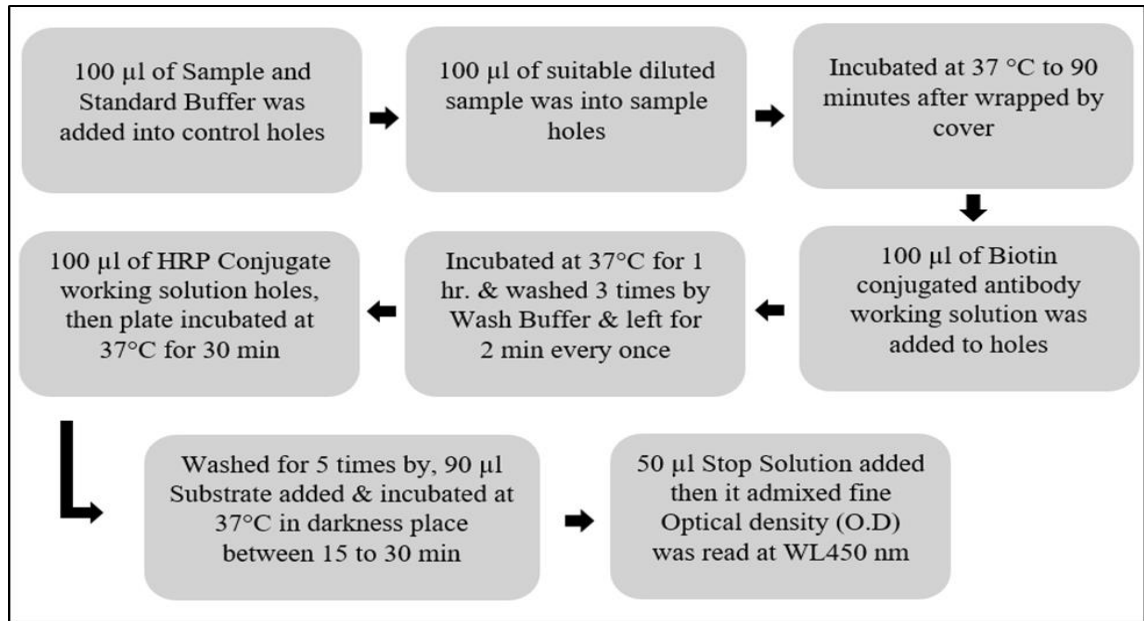 100 µl of Sample and
Standard Buffer was
added into control holes
100 µl of suitable diluted
sample was into sample
holes
Incubated at 37 °C to 90
minutes after wrapped by
cover
100 µl of Biotin
conjugated antibody
working solution was
added to holes
Incubated at 37°C for 1
hr. & washed 3 times by
Wash Buffer & left for
2 min every once
100 µl of HRP Conjugate
working solution holes,
then plate incubated at
37°C for 30 min
Washed for 5 times by, 90 µl
Substrate added & incubated at
37°C in darkness place
between 15 to 30 min
50 µl Stop Solution added
then it admixed fine
Optical density (O.D)
was read at WL450 nm